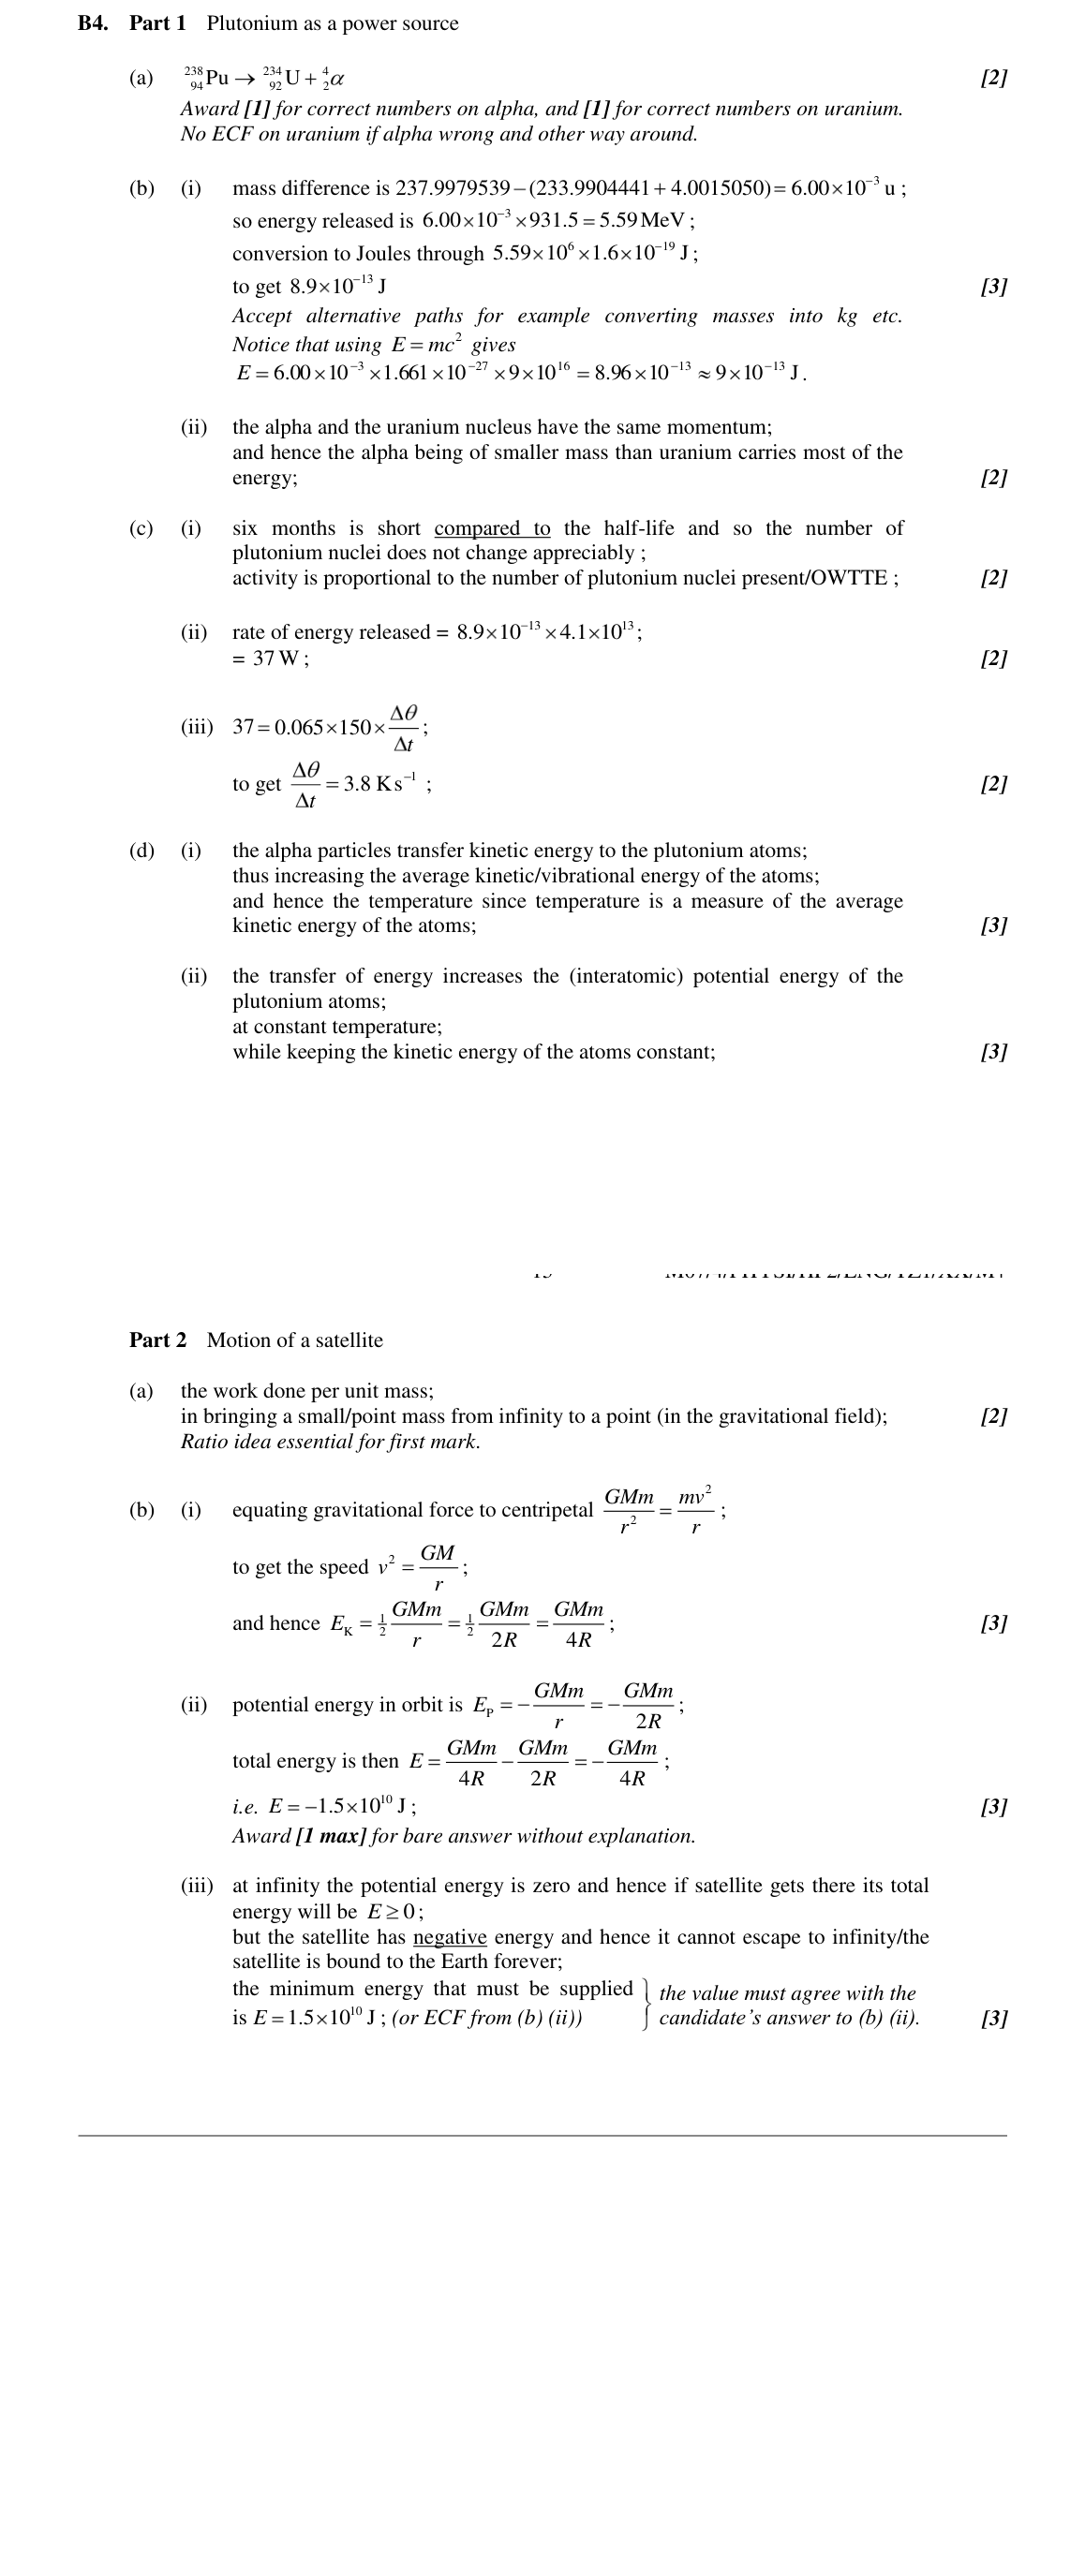 B4. Part 1 Plutonium as a power source
(a) ²³⁸₉₄Pu → ²³⁴₉₂U + ⁴₂α [2]
Award [1] for correct numbers on alpha, and [1] for correct numbers on uranium.
No ECF on uranium if alpha wrong and other way around.
(b) (i) mass difference is 237.9979539 − (233.9904441 + 4.0015050) = 6.00×10⁻³ u ;
so energy released is 6.00×10⁻³ ×931.5 = 5.59 MeV ;
conversion to Joules through 5.59×10⁶ ×1.6×10⁻¹⁹ J ;
to get 8.9×10⁻¹³ J [3]
Accept alternative paths for example converting masses into kg etc.
Notice that using E = mc² gives
E = 6.00×10⁻³ ×1.661×10⁻²⁷ ×9×10¹⁶ = 8.96×10⁻¹³ ≈ 9×10⁻¹³ J .
(ii) the alpha and the uranium nucleus have the same momentum;
and hence the alpha being of smaller mass than uranium carries most of the
energy; [2]
(c) (i) six months is short compared to the half-life and so the number of
plutonium nuclei does not change appreciably ;
activity is proportional to the number of plutonium nuclei present/OWTTE ; [2]
(ii) rate of energy released = 8.9×10⁻¹³ ×4.1×10¹³ ;
= 37 W ; [2]
(iii) 37 = 0.065×150× Δθ/Δt ;
to get Δθ/Δt = 3.8 K s⁻¹ ; [2]
(d) (i) the alpha particles transfer kinetic energy to the plutonium atoms;
thus increasing the average kinetic/vibrational energy of the atoms;
and hence the temperature since temperature is a measure of the average
kinetic energy of the atoms; [3]
(ii) the transfer of energy increases the (interatomic) potential energy of the
plutonium atoms;
at constant temperature;
while keeping the kinetic energy of the atoms constant; [3]
Part 2 Motion of a satellite
(a) the work done per unit mass;
in bringing a small/point mass from infinity to a point (in the gravitational field); [2]
Ratio idea essential for first mark.
(b) (i) equating gravitational force to centripetal GMm/r² = mv²/r ;
to get the speed v² = GM/r ;
and hence E_K = ½ GMm/r = ½ GMm/2R = GMm/4R ; [3]
(ii) potential energy in orbit is E_P = − GMm/r = − GMm/2R ;
total energy is then E = GMm/4R − GMm/2R = − GMm/4R ;
i.e. E = −1.5×10¹⁰ J ; [3]
Award [1 max] for bare answer without explanation.
(iii) at infinity the potential energy is zero and hence if satellite gets there its total
energy will be E ≥ 0 ;
but the satellite has negative energy and hence it cannot escape to infinity/the
satellite is bound to the Earth forever;
the minimum energy that must be supplied } the value must agree with the
is E = 1.5×10¹⁰ J ; (or ECF from (b) (ii)) candidate's answer to (b) (ii). [3]